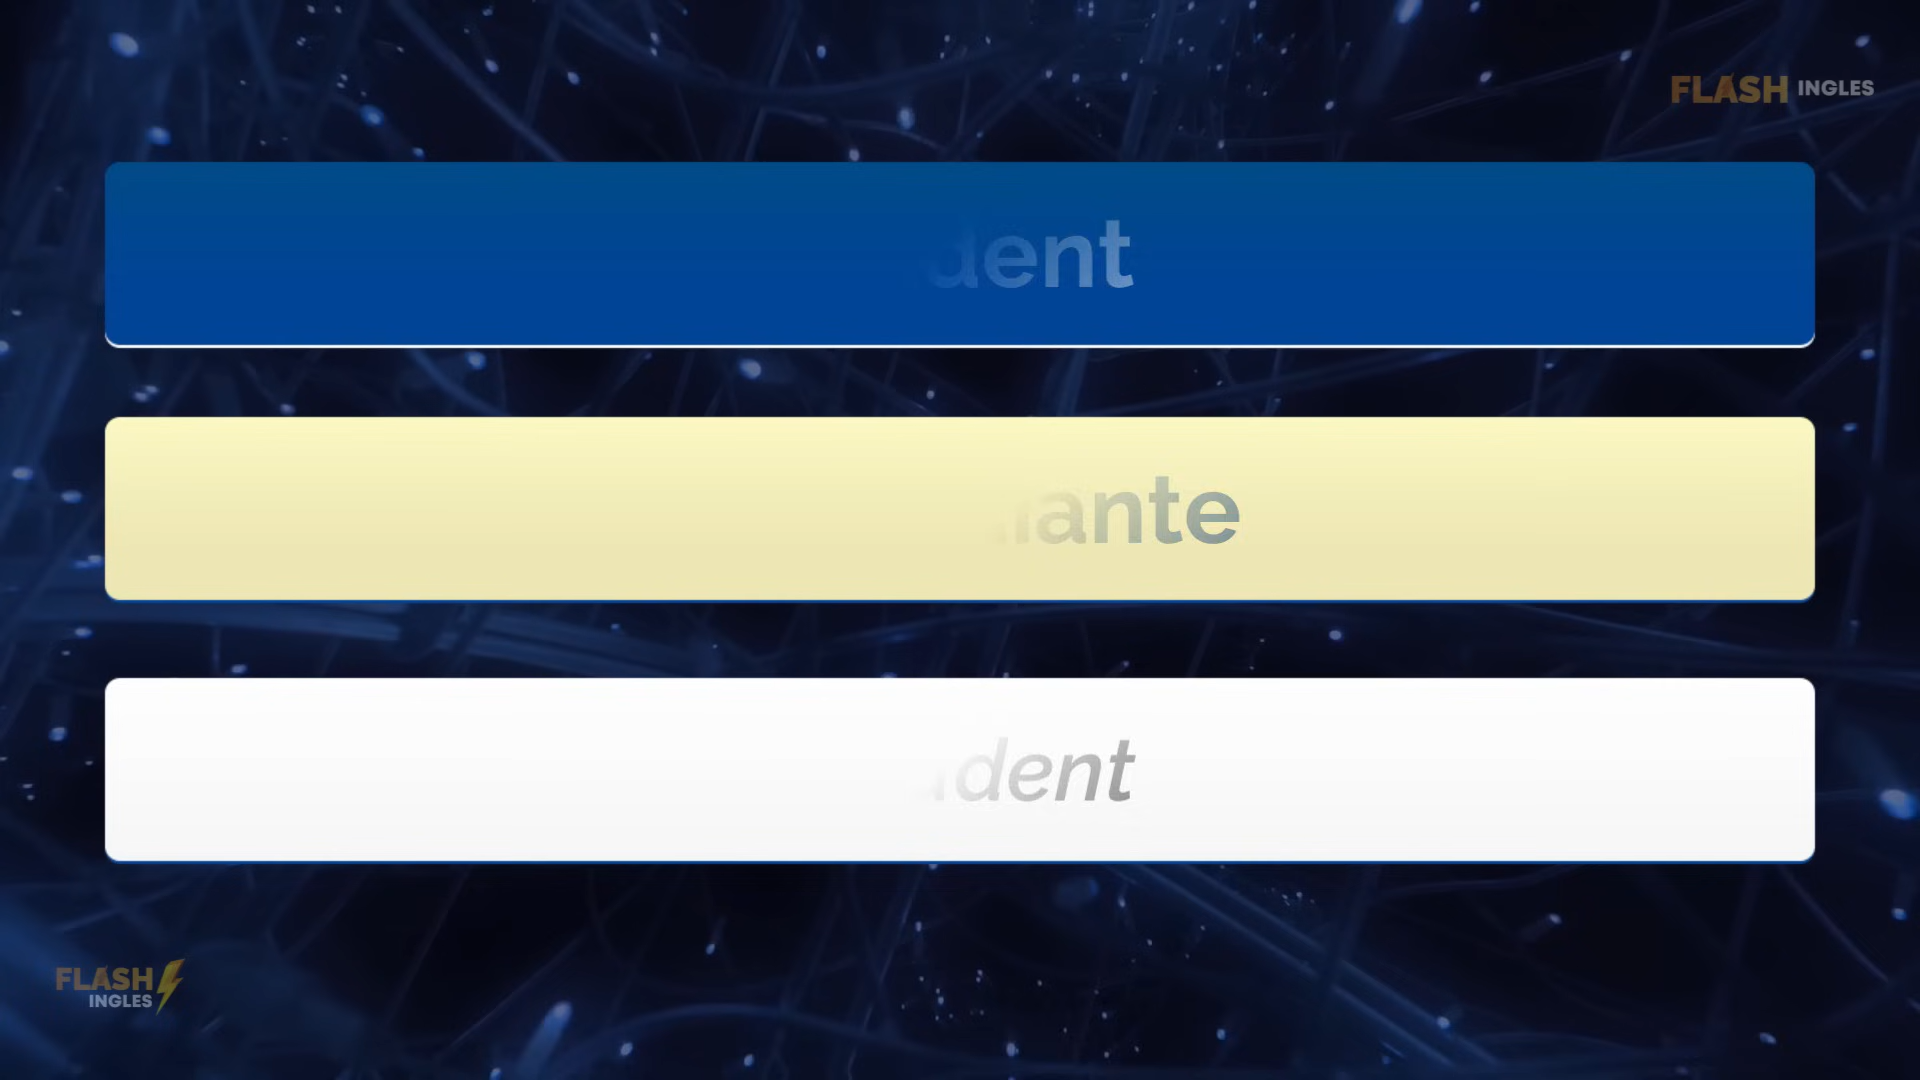 FLASH INGLES
dent
ante
dent
FLASH
INGLES